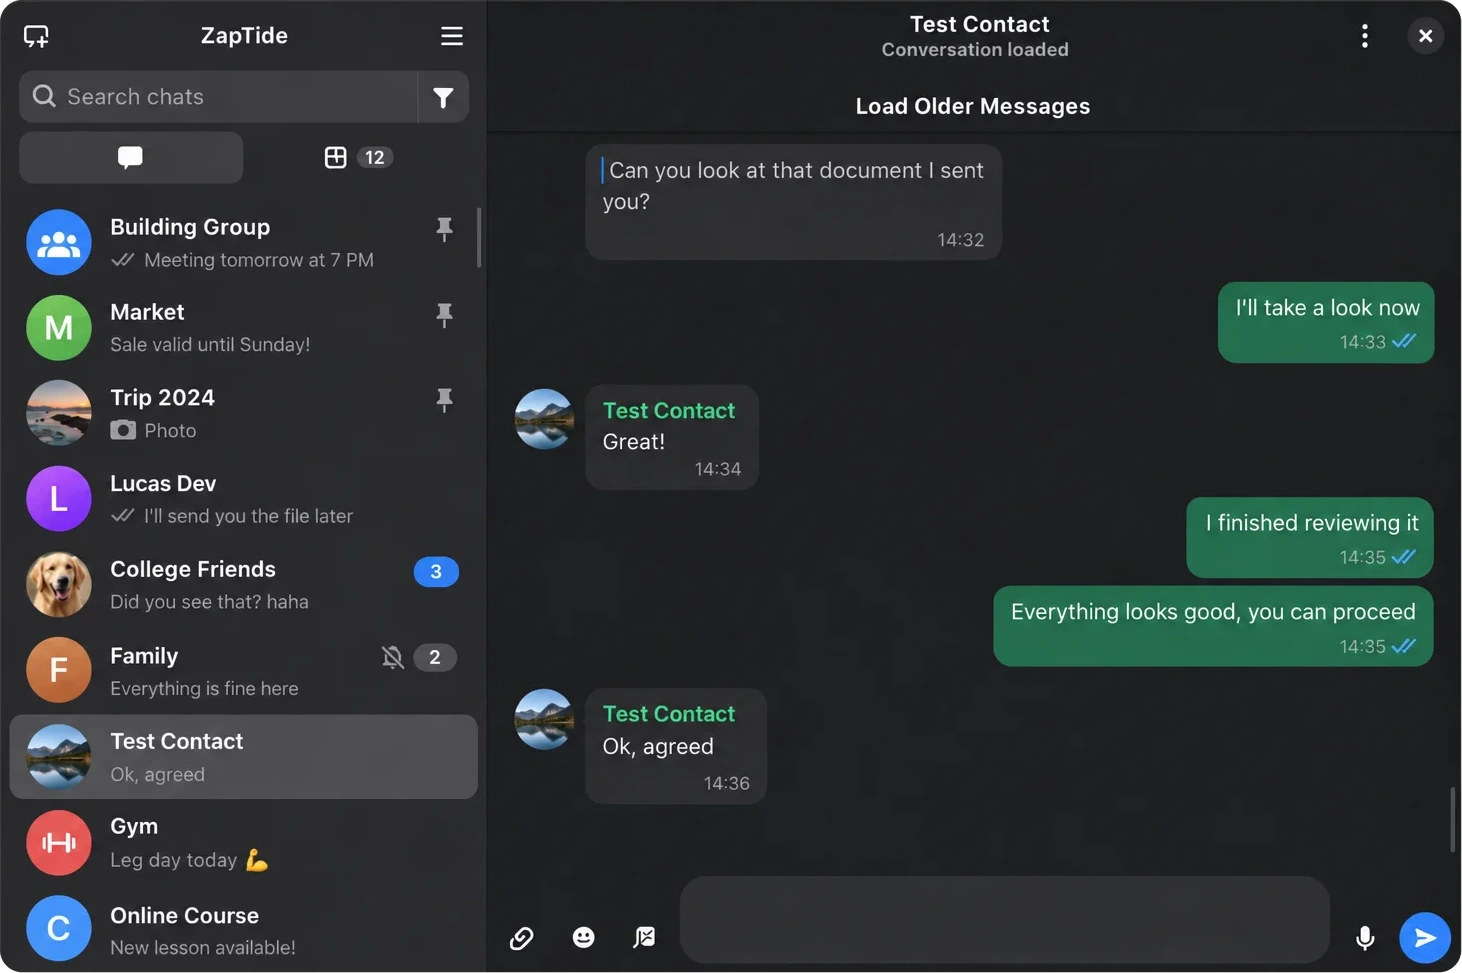 ZapTide
Search chats
12
Building Group
Meeting tomorrow at 7 PM
M
Market
Sale valid until Sunday!
Trip 2024
Photo
L
Lucas Dev
I'll send you the file later
College Friends
3
Did you see that? haha
F
Family
2
Everything is fine here
Test Contact
Ok, agreed
Gym
Leg day today 💪
C
Online Course
New lesson available!
Test Contact
Conversation loaded
Load Older Messages
Can you look at that document I sent
you?
14:32
I'll take a look now
14:33
Test Contact
Great!
14:34
I finished reviewing it
14:35
Everything looks good, you can proceed
14:35
Test Contact
Ok, agreed
14:36